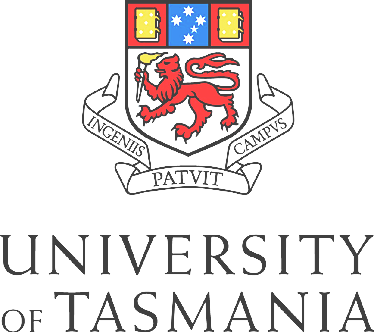 INGENIIS PATVIT CAMPVS
UNIVERSITY
OF TASMANIA